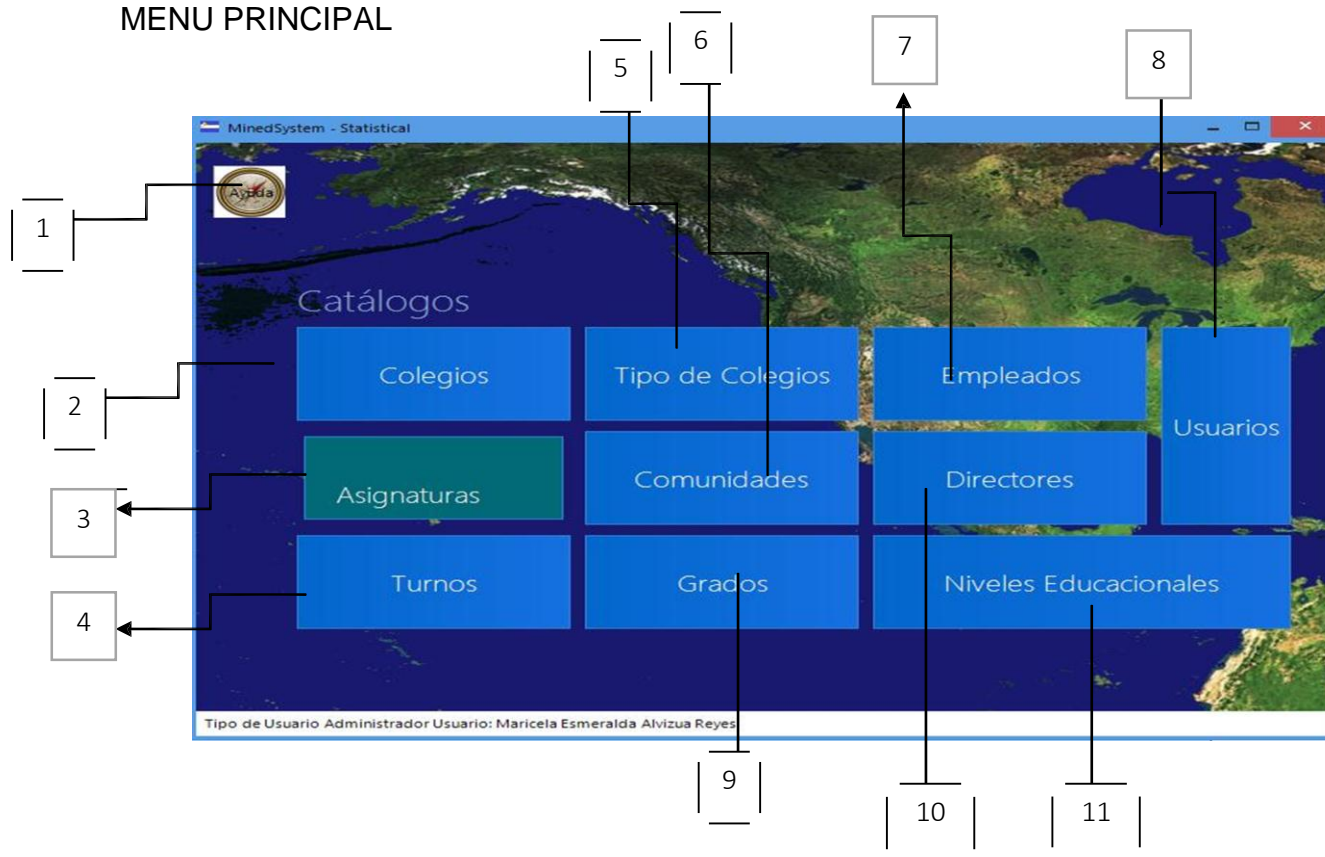 MENU PRINCIPAL
6
7
5
8
MinedSystem - Statistical
Ayuda
1
Catálogos
Colegios
Tipo de Colegios
Empleados
Usuarios
2
Asignaturas
Comunidades
Directores
3
Turnos
Grados
Niveles Educacionales
4
Tipo de Usuario Administrador Usuario: Maricela Esmeralda Alvizua Reyes
9
10
11